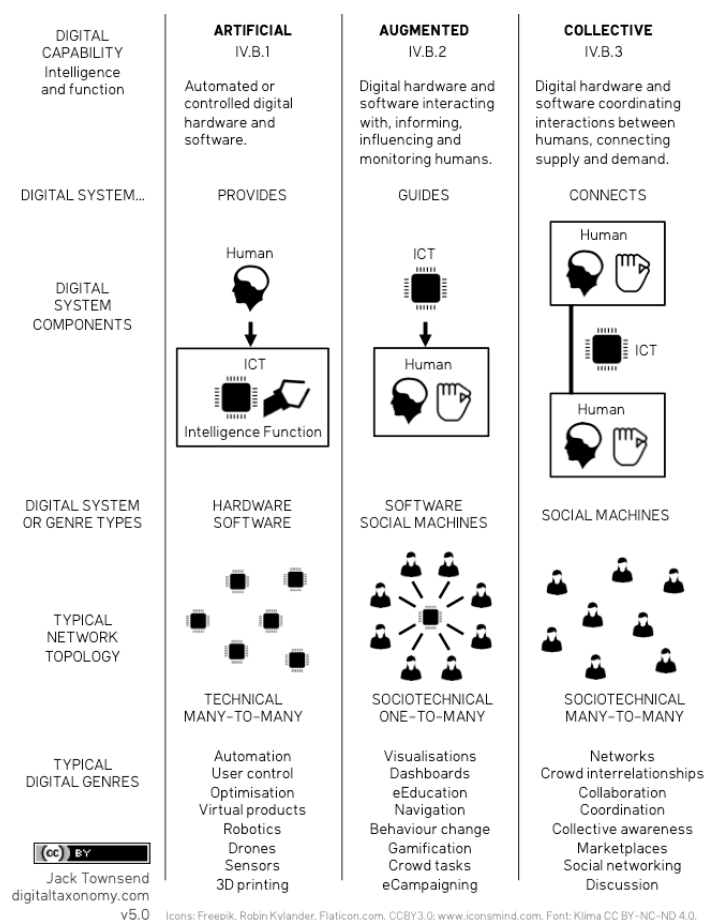 DIGITAL
CAPABILITY
Intelligence
and function
ARTIFICIAL
IV.B.1
Automated or
controlled digital
hardware and
software.
AUGMENTED
IV.B.2
Digital hardware and
software interacting
with, informing,
influencing and
monitoring humans.
COLLECTIVE
IV.B.3
Digital hardware and
software coordinating
interactions between
humans, connecting
supply and demand.
DIGITAL SYSTEM...
PROVIDES
GUIDES
CONNECTS
DIGITAL
SYSTEM
COMPONENTS
Human
ICT
Intelligence Function
ICT
Human
Human
ICT
Human
DIGITAL SYSTEM
OR GENRE TYPES
HARDWARE
SOFTWARE
SOFTWARE
SOCIAL MACHINES
SOCIAL MACHINES
TYPICAL
NETWORK
TOPOLOGY
TECHNICAL
MANY-TO-MANY
SOCIOTECHNICAL
ONE-TO-MANY
SOCIOTECHNICAL
MANY-TO-MANY
TYPICAL
DIGITAL GENRES
Automation
User control
Optimisation
Virtual products
Robotics
Drones
Sensors
3D printing
Visualisations
Dashboards
eEducation
Navigation
Behaviour change
Gamification
Crowd tasks
eCampaigning
Networks
Crowd interrelationships
Collaboration
Coordination
Collective awareness
Marketplaces
Social networking
Discussion
cc BY
Jack Townsend
digitaltaxonomy.com
v5.0
Icons: Freepik, Robin Kylander, Flaticon.com, CCBY3.0; www.iconsmind.com. Font: Klima CC BY-NC-ND 4.0.